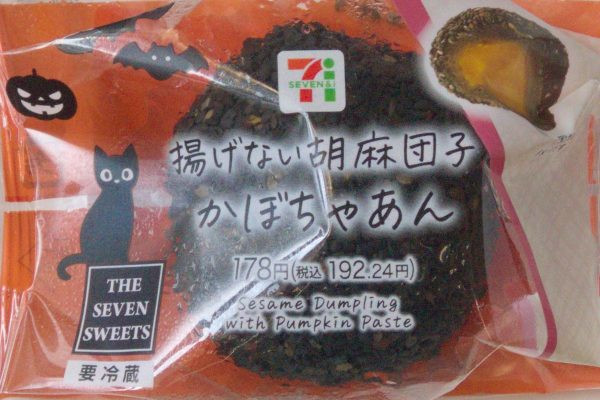 7
SEVEN & i
揚げない胡麻団子
かぼちゃあん
178円(税込 192.24円)
Sesame Dumpling
with Pumpkin Paste
THE
SEVEN
SWEETS
要冷蔵